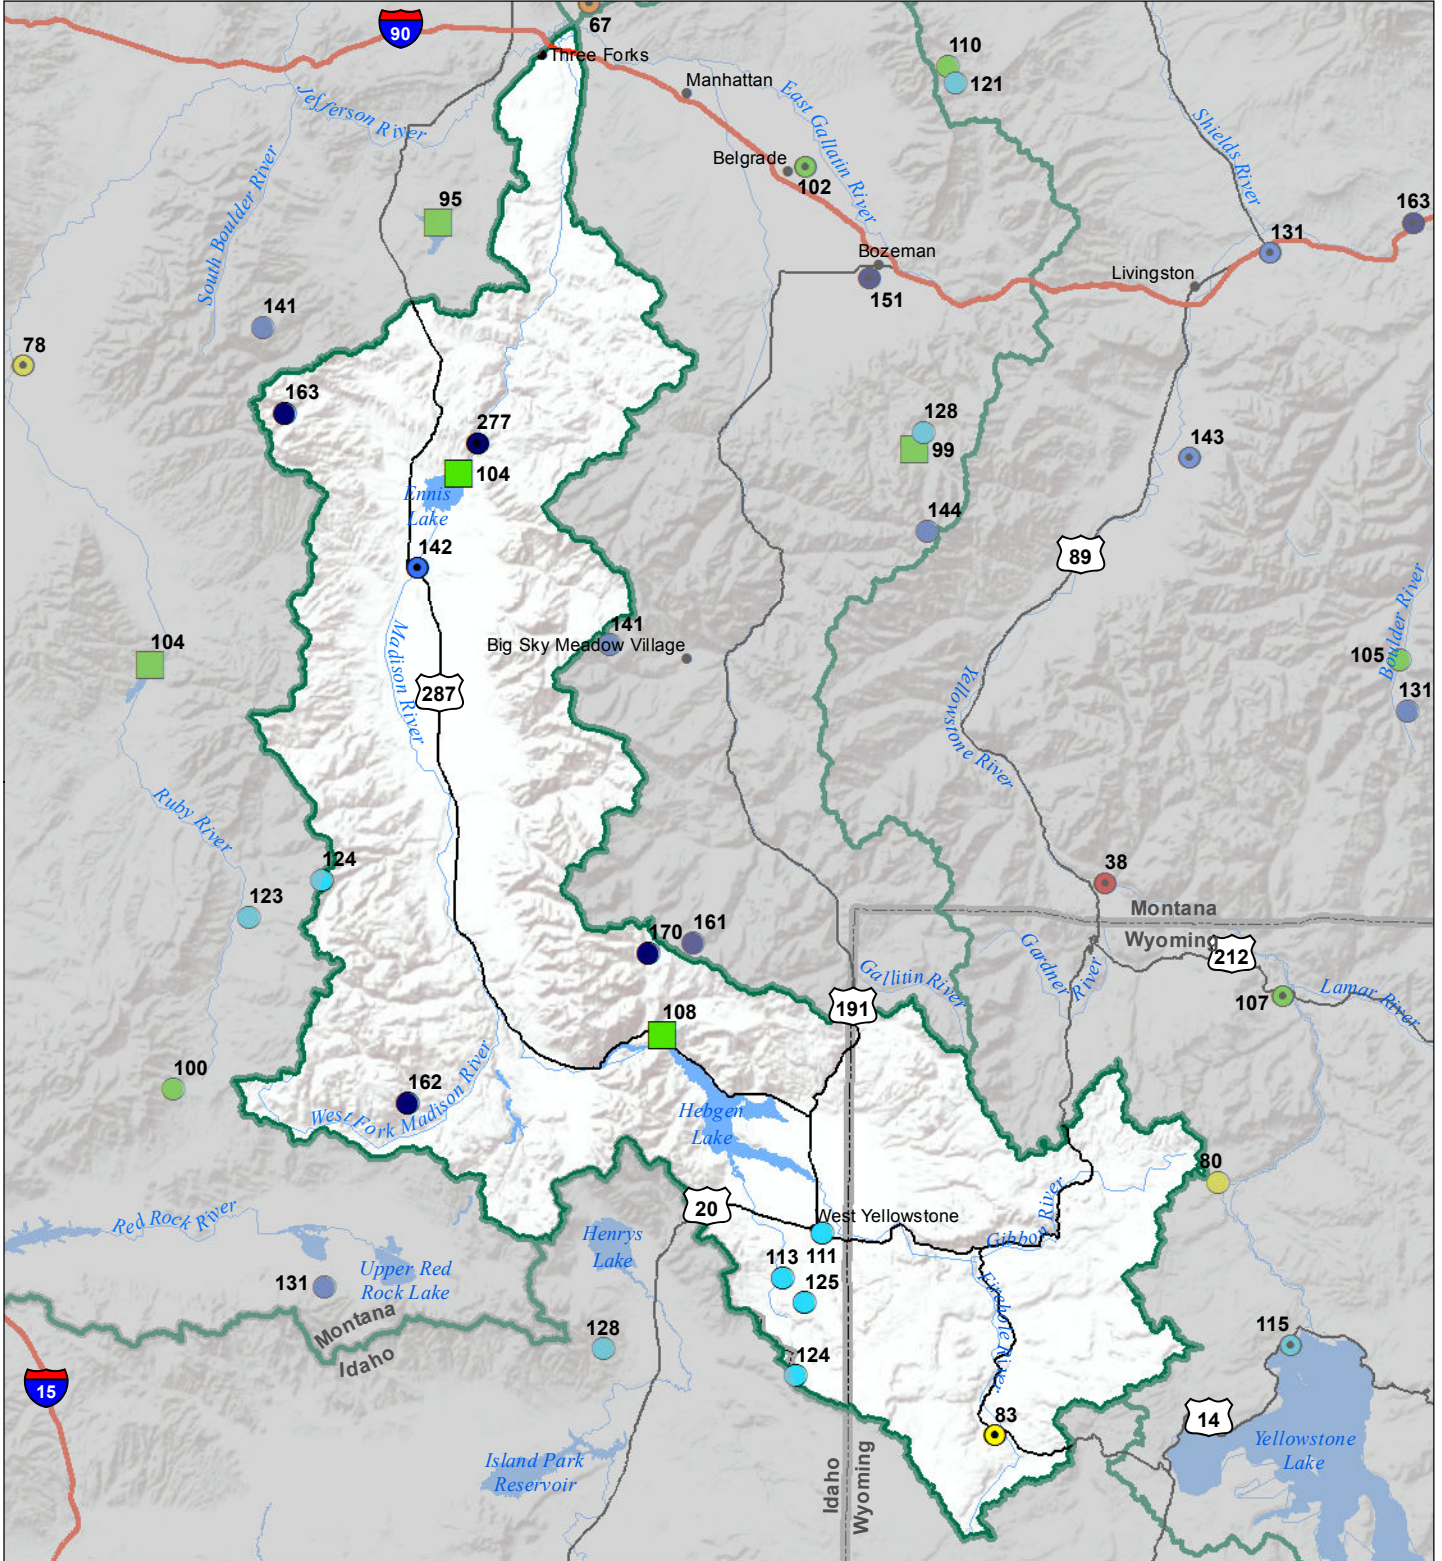 67
90
Three Forks
110
121
Manhattan
East Gallatin River
Jefferson River
Shields River
Belgrade
102
South Boulder River
95
163
131
Bozeman
151
Livingston
141
78
163
277
104
Ennis
Lake
128
99
143
144
142
89
Boulder River
141
Big Sky Meadow Village
104
105
131
Madison River
287
Yellowstone River
Ruby River
124
123
38
Montana
Wyoming
170
161
212
Gardner
River
Gallitin River
Lamar River
107
191
108
100
162
West Fork Madison River
Hebgen
Lake
80
20
West Yellowstone
111
Gibbon River
Red Rock River
Henrys
Lake
113
125
Upper Red
Rock Lake
131
Firehole River
Montana
Idaho
128
124
115
15
83
14
Yellowstone
Lake
Island Park
Reservoir
Idaho
Wyoming